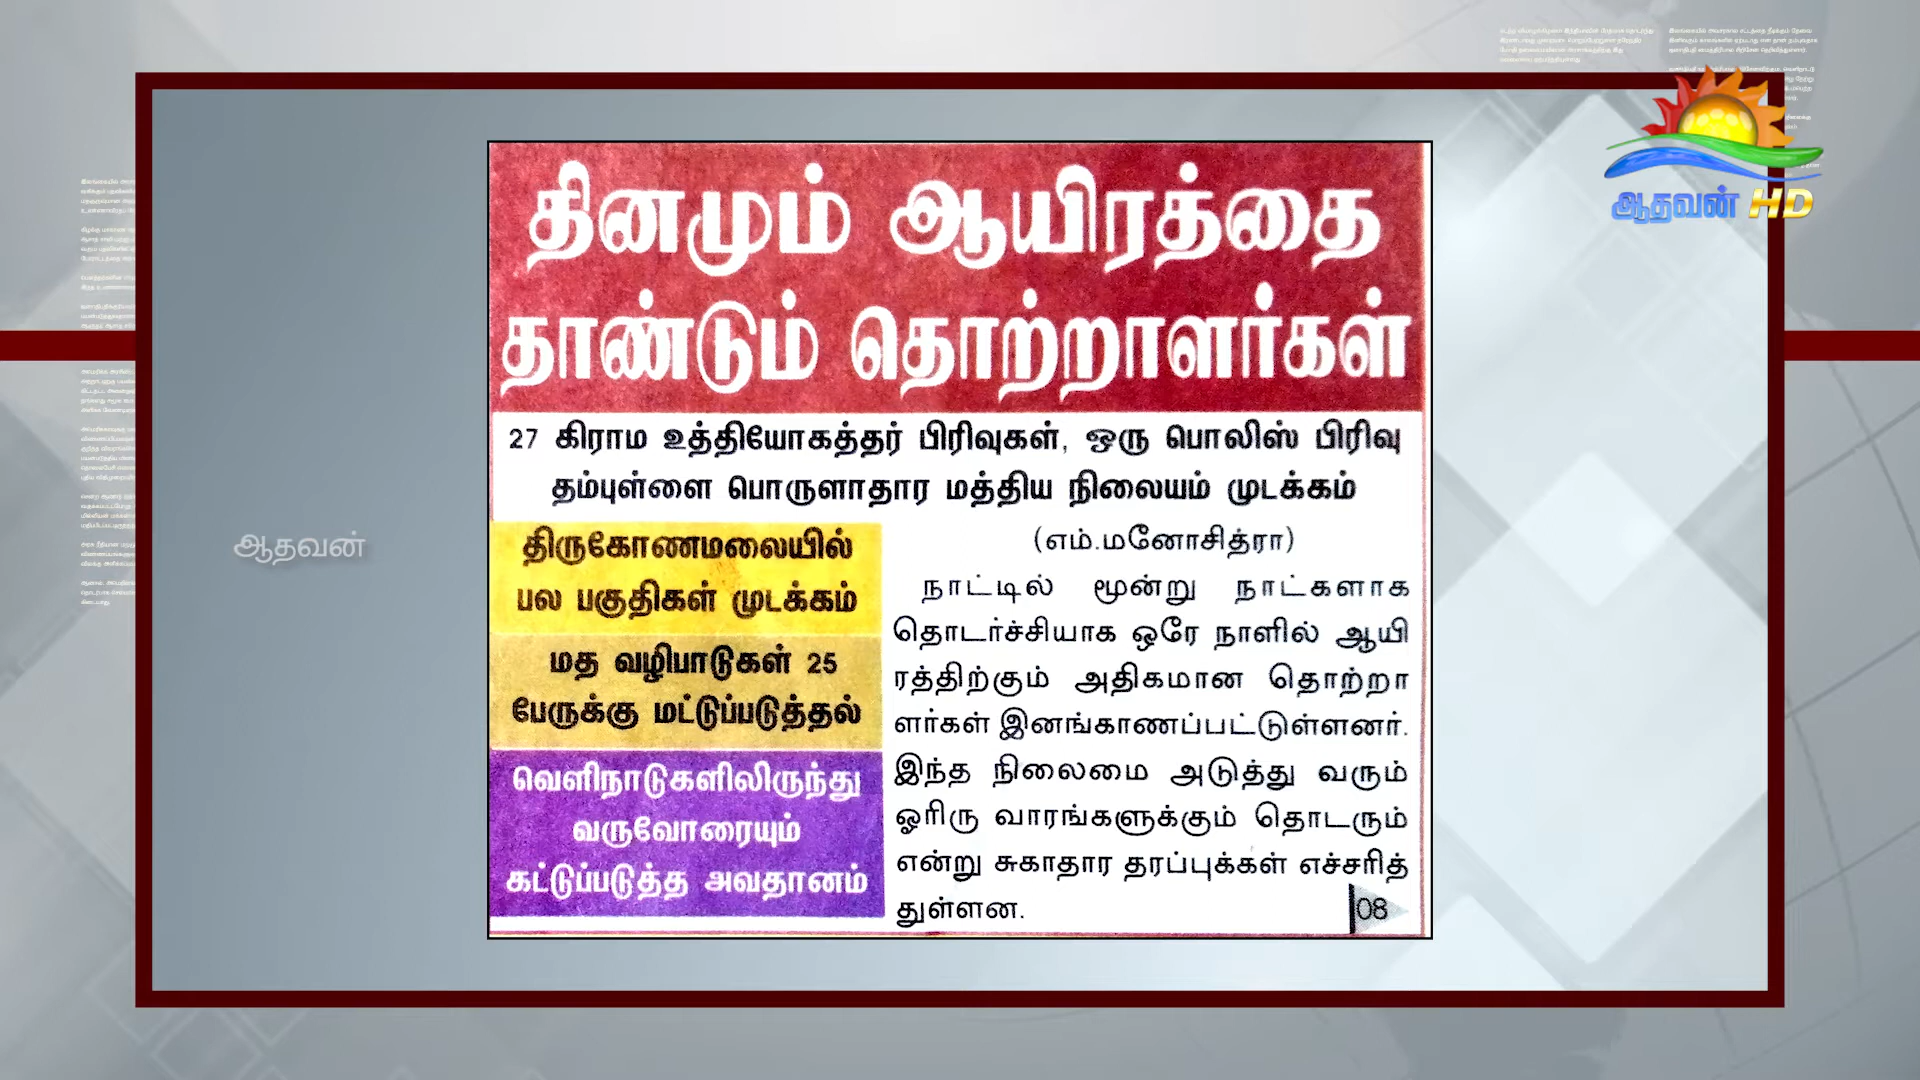 ஆதவன் HD
தினமும் ஆயிரத்தை
தாண்டும் தொற்றாளர்கள்
27 கிராம உத்தியோகத்தர் பிரிவுகள், ஒரு பொலிஸ் பிரிவு
தம்புள்ளை பொருளாதார மத்திய நிலையம் முடக்கம்
திருகோணமலையில்
பல பகுதிகள் முடக்கம்
மத வழிபாடுகள் 25
பேருக்கு மட்டுப்படுத்தல்
வெளிநாடுகளிலிருந்து
வருவோரையும்
கட்டுப்படுத்த அவதானம்
(எம்.மனோசித்ரா)
நாட்டில் மூன்று நாட்களாக
தொடர்ச்சியாக ஒரே நாளில் ஆயி
ரத்திற்கும் அதிகமான தொற்றா
ளர்கள் இனங்காணப்பட்டுள்ளனர்.
இந்த நிலைமை அடுத்து வரும்
ஓரிரு வாரங்களுக்கும் தொடரும்
என்று சுகாதார தரப்புக்கள் எச்சரித்
துள்ளன.
08
ஆதவன்